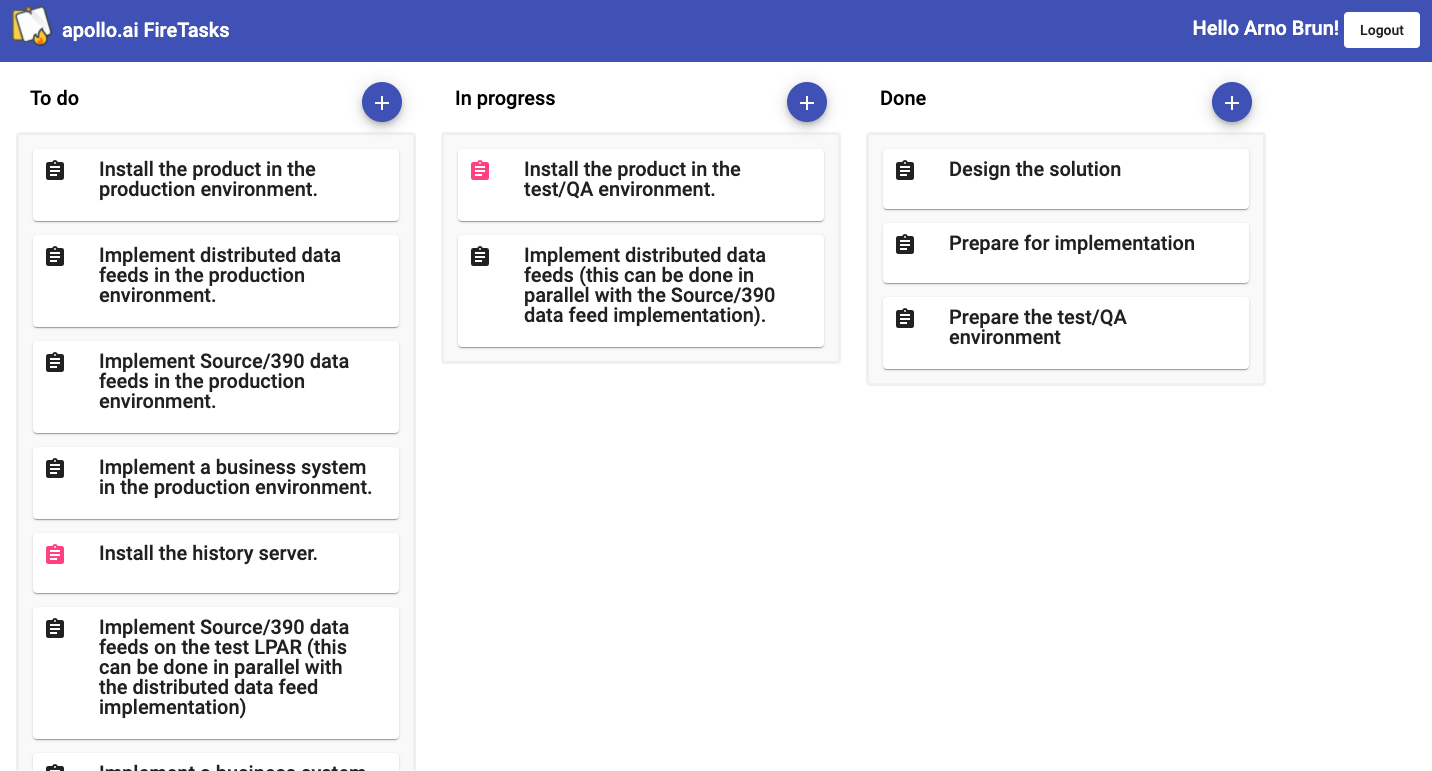 apollo.ai FireTasks
Hello Arno Brun!
Logout
To do
Install the product in the
production environment.
Implement distributed data
feeds in the production
environment.
Implement Source/390 data
feeds in the production
environment.
Implement a business system
in the production environment.
Install the history server.
Implement Source/390 data
feeds on the test LPAR (this
can be done in parallel with
the distributed data feed
implementation)
Implement a business system
In progress
Install the product in the
test/QA environment.
Implement distributed data
feeds (this can be done in
parallel with the Source/390
data feed implementation).
Done
Design the solution
Prepare for implementation
Prepare the test/QA
environment